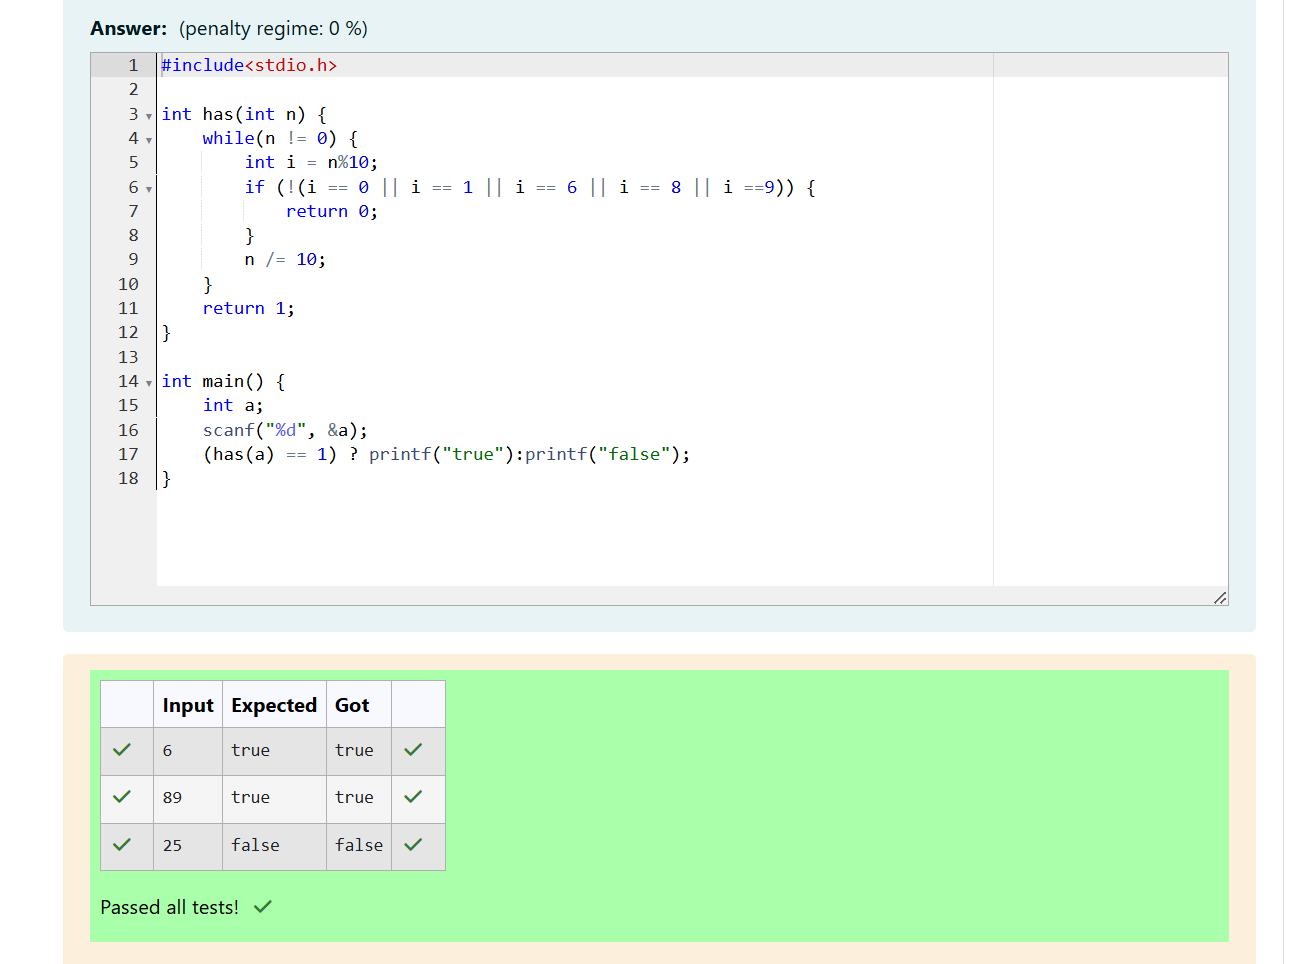 Answer: (penalty regime: 0 %)
1 #include<stdio.h>
2
3 int has(int n) {
4     while(n != 0) {
5         int i = n%10;
6         if (!(i == 0 || i == 1 || i == 6 || i == 8 || i ==9)) {
7             return 0;
8         }
9         n /= 10;
10     }
11     return 1;
12 }
13
14 int main() {
15     int a;
16     scanf("%d", &a);
17     (has(a) == 1) ? printf("true"):printf("false");
18 }
Input Expected Got
6 true true
89 true true
25 false false
Passed all tests!